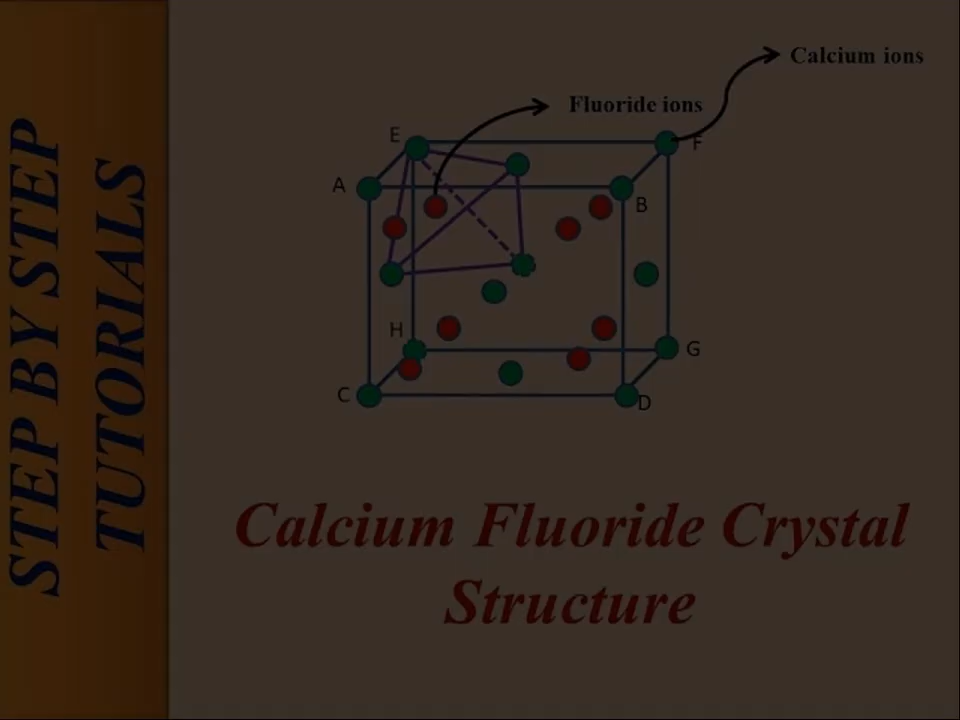 STEP BY STEP
TUTORIALS
Calcium ions
Fluoride ions
E
F
A
B
H
G
C
D
Calcium Fluoride Crystal
Structure